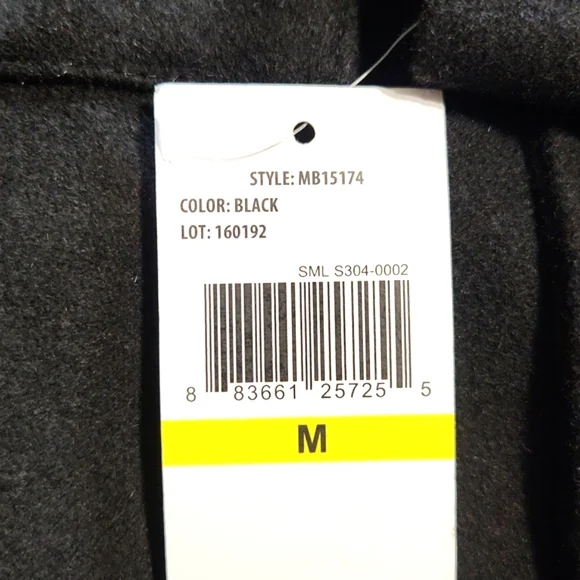 STYLE: MB15174
COLOR: BLACK
LOT: 160192
SML S304-0002
8 83661 25725 5
M